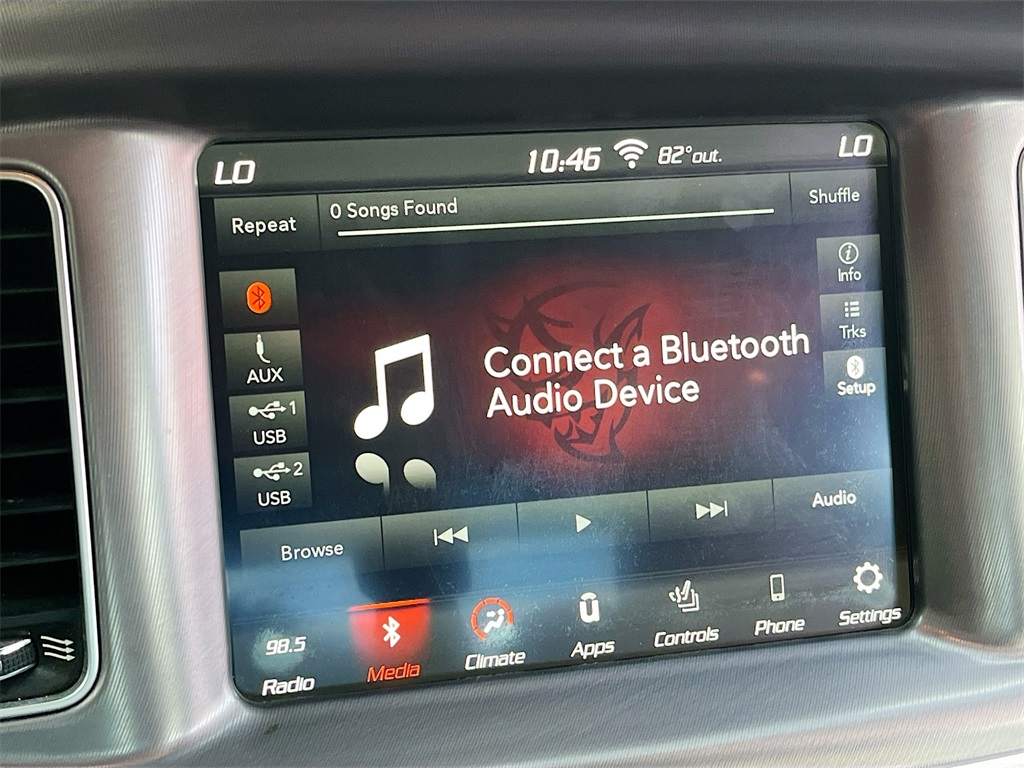 LO
10:46
82° out.
LO
Repeat
0 Songs Found
Shuffle
Info
AUX
Connect a Bluetooth
Audio Device
Trks
1
USB
Setup
2
USB
Browse
Audio
98.5
Radio
Media
Climate
Apps
Controls
Phone
Settings